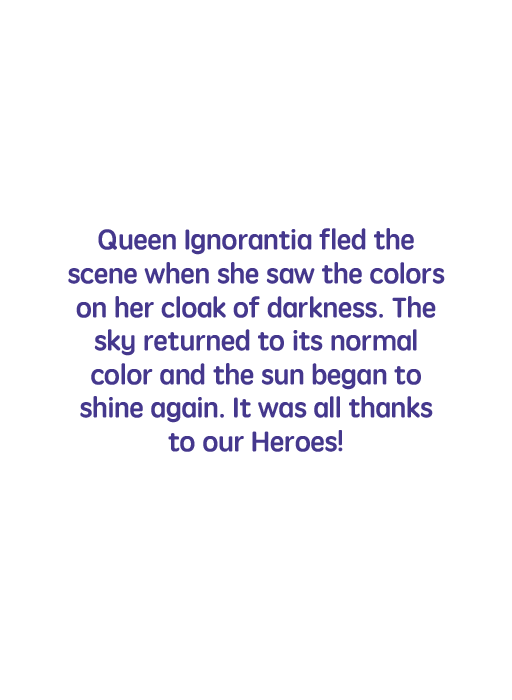 Queen Ignorantia fled the
scene when she saw the colors
on her cloak of darkness. The
sky returned to its normal
color and the sun began to
shine again. It was all thanks
to our Heroes!